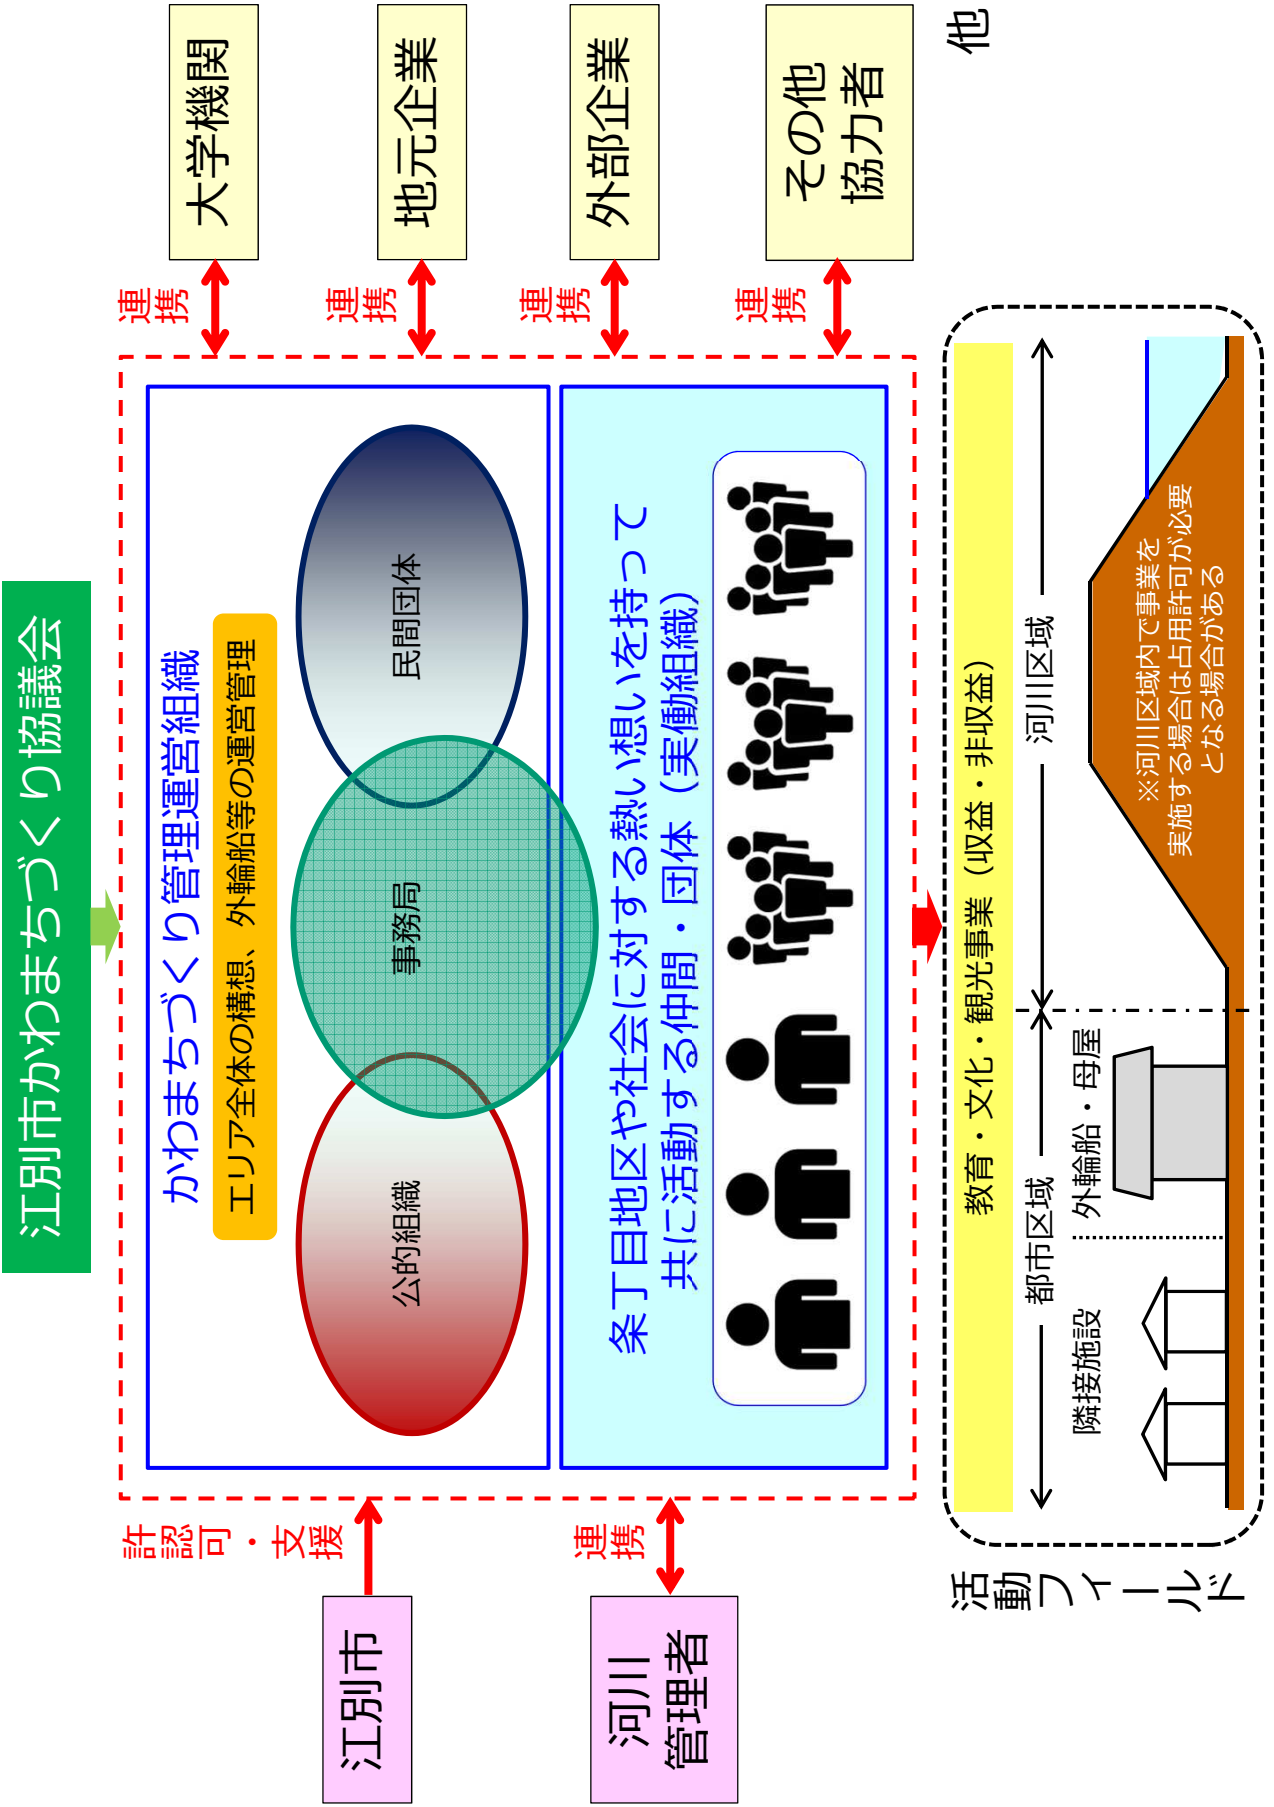 江別市かわまちづくり協議会
かわまちづくり管理運営組織
エリア全体の構想、外輪船等の運営管理
公的組織
事務局
民間団体
条丁目地区や社会に対する熱い想いを持って
共に活動する仲間・団体（実働組織）
江別市
許認可・支援
河川
管理者
連携
連携
大学機関
連携
地元企業
連携
外部企業
連携
その他
協力者
他
活動フィールド
教育・文化・観光事業（収益・非収益）
都市区域
河川区域
隣接施設
外輪船・母屋
※河川区域内で事業を
実施する場合は占用許可が必要
となる場合がある